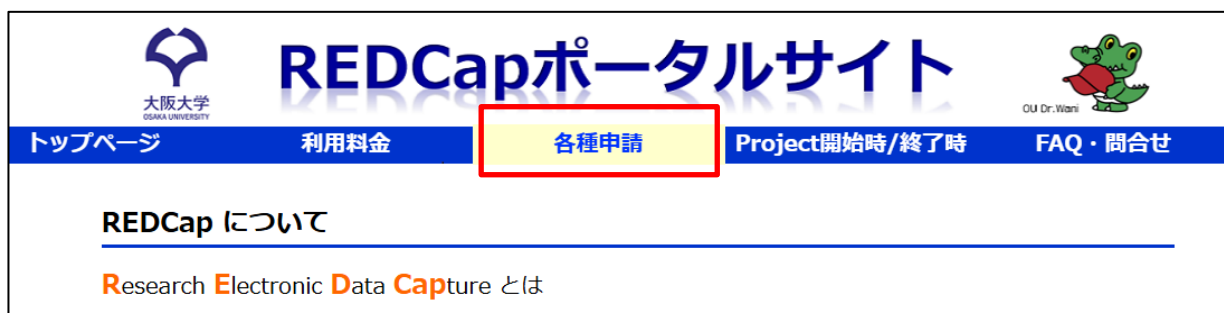 REDCapポータルサイト
大阪大学
OSAKA UNIVERSITY
OU Dr.Wani
トップページ 利用料金 各種申請 Project開始時/終了時 FAQ・問合せ
REDCap について
Research Electronic Data Capture とは